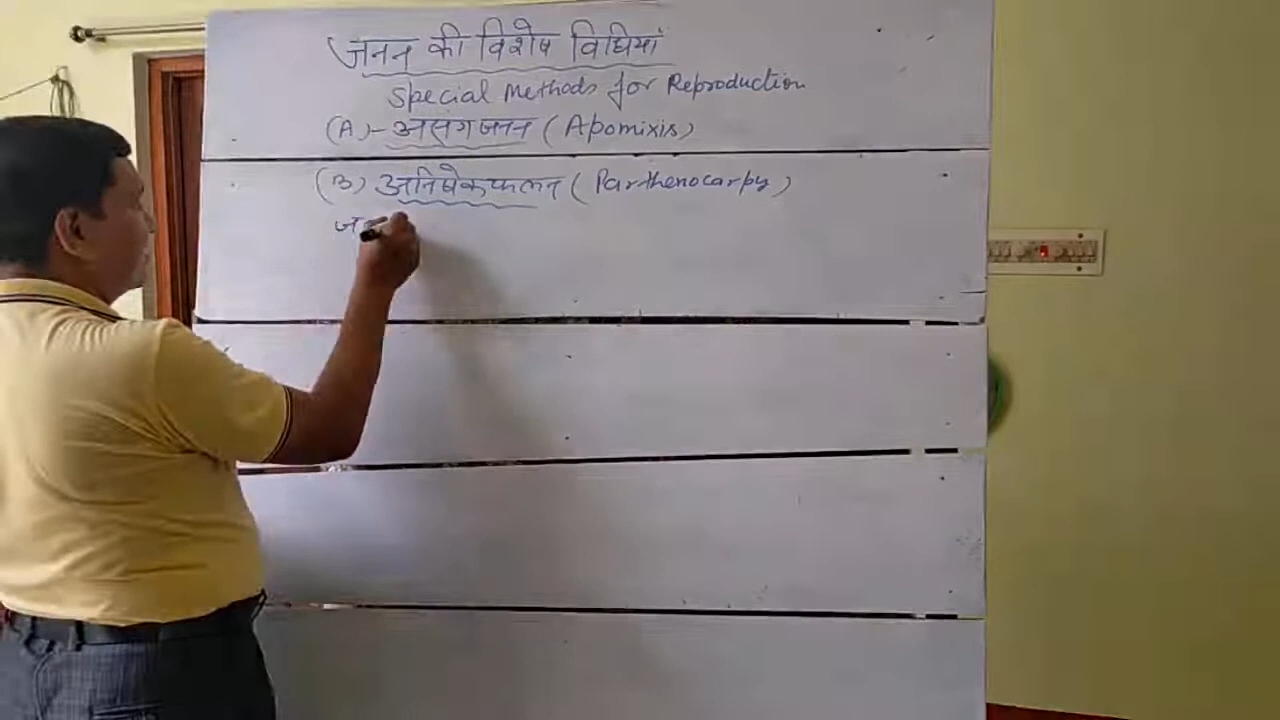 जनन की विशेष विधियां
Special Methods for Reproduction
(A)- असंगजनन (Apomixis)
(B) अनिषेकफलन (Parthenocarpy)